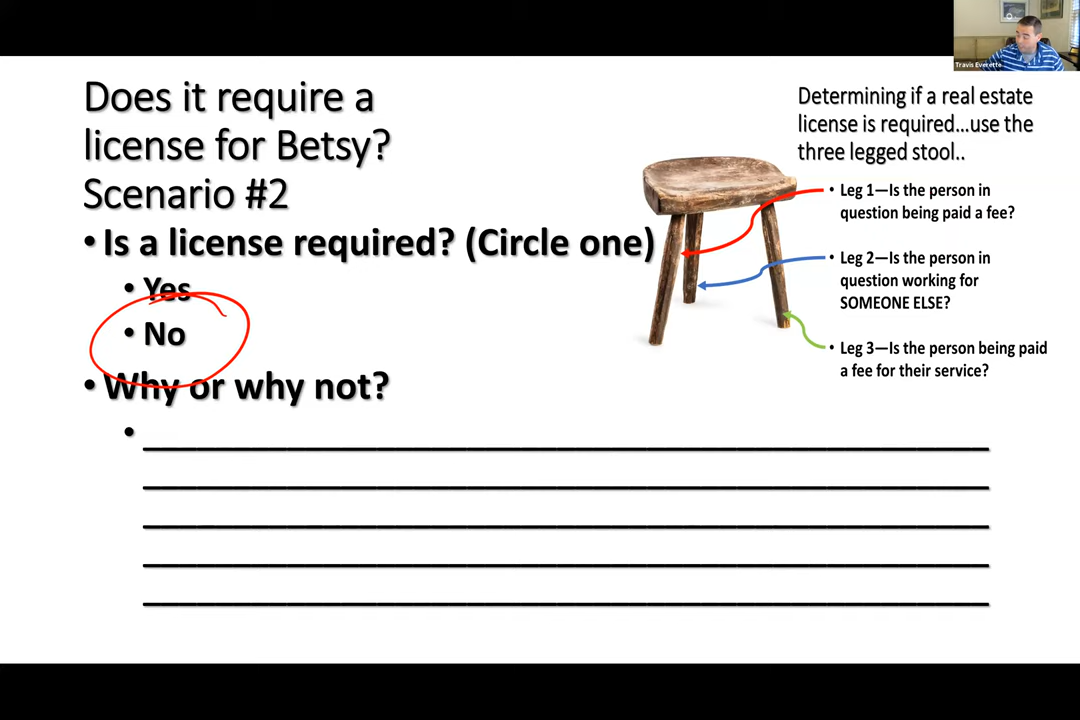 Does it require a
license for Betsy?
Scenario #2
• Is a license required? (Circle one)
• Yes
• No
• Why or why not?
Travis Everette
Determining if a real estate
license is required...use the
three legged stool..
• Leg 1—Is the person in
question being paid a fee?
• Leg 2—Is the person in
question working for
SOMEONE ELSE?
• Leg 3—Is the person being paid
a fee for their service?